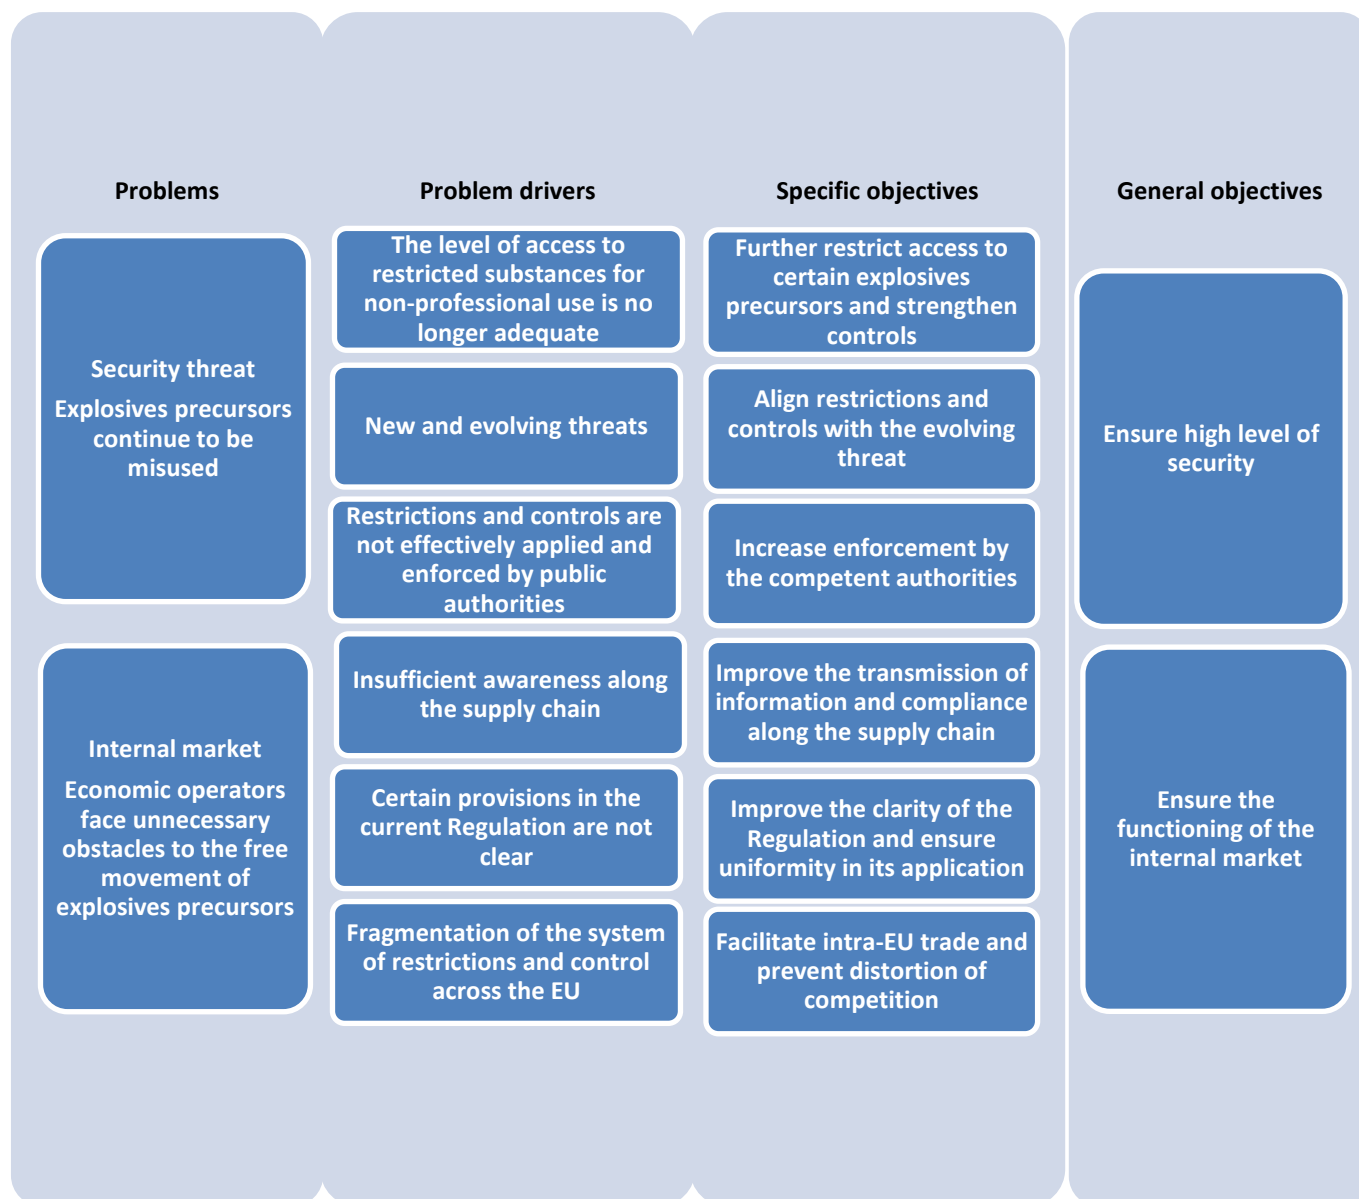 Problems
Security threat
Explosives precursors
continue to be
misused
Internal market
Economic operators
face unnecessary
obstacles to the free
movement of
explosives precursors
Problem drivers
The level of access to
restricted substances for
non-professional use is no
longer adequate
New and evolving threats
Restrictions and controls are
not effectively applied and
enforced by public
authorities
Insufficient awareness along
the supply chain
Certain provisions in the
current Regulation are not
clear
Fragmentation of the system
of restrictions and control
across the EU
Specific objectives
Further restrict access to
certain explosives
precursors and strengthen
controls
Align restrictions and
controls with the evolving
threat
Increase enforcement by
the competent authorities
Improve the transmission of
information and compliance
along the supply chain
Improve the clarity of the
Regulation and ensure
uniformity in its application
Facilitate intra-EU trade and
prevent distortion of
competition
General objectives
Ensure high level of
security
Ensure the
functioning of the
internal market